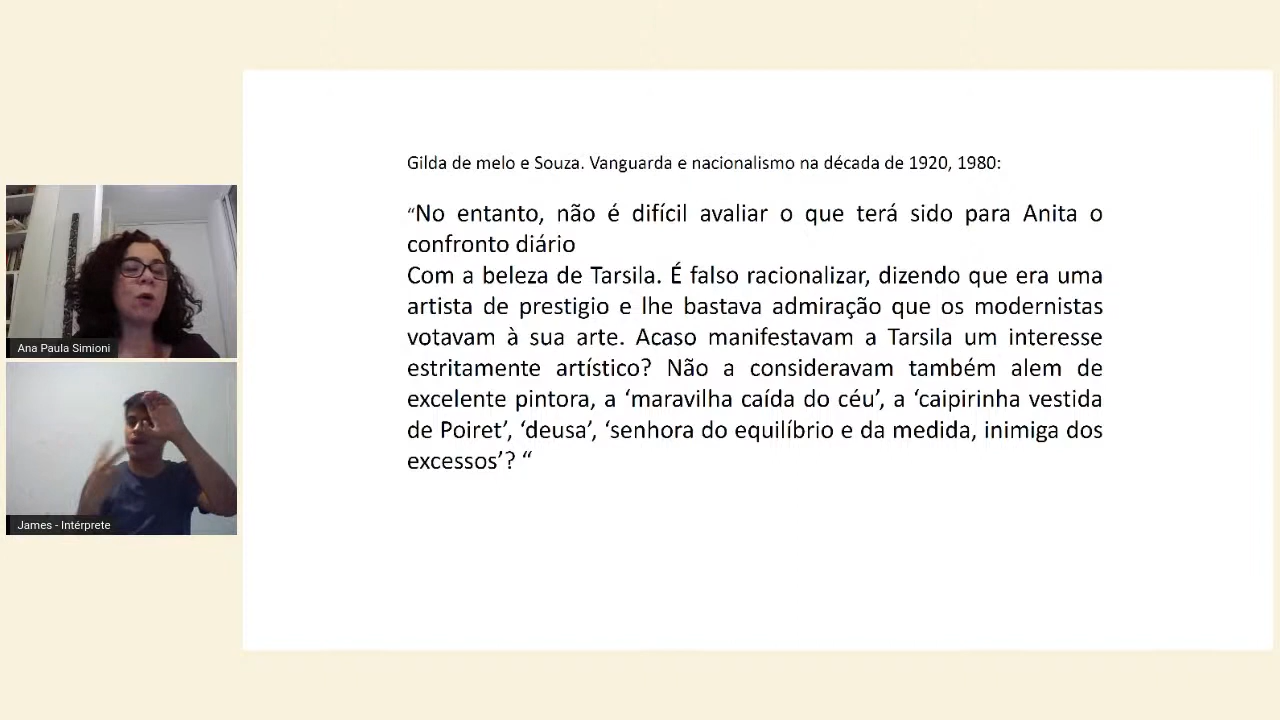 Gilda de melo e Souza. Vanguarda e nacionalismo na década de 1920, 1980:
“No entanto, não é difícil avaliar o que terá sido para Anita o
confronto diário
Com a beleza de Tarsila. É falso racionalizar, dizendo que era uma
artista de prestigio e lhe bastava admiração que os modernistas
votavam à sua arte. Acaso manifestavam a Tarsila um interesse
estritamente artístico? Não a consideravam também alem de
excelente pintora, a ‘maravilha caída do céu’, a ‘caipirinha vestida
de Poiret’, ‘deusa’, ‘senhora do equilíbrio e da medida, inimiga dos
excessos’? “
Ana Paula Simioni
James - Intérprete